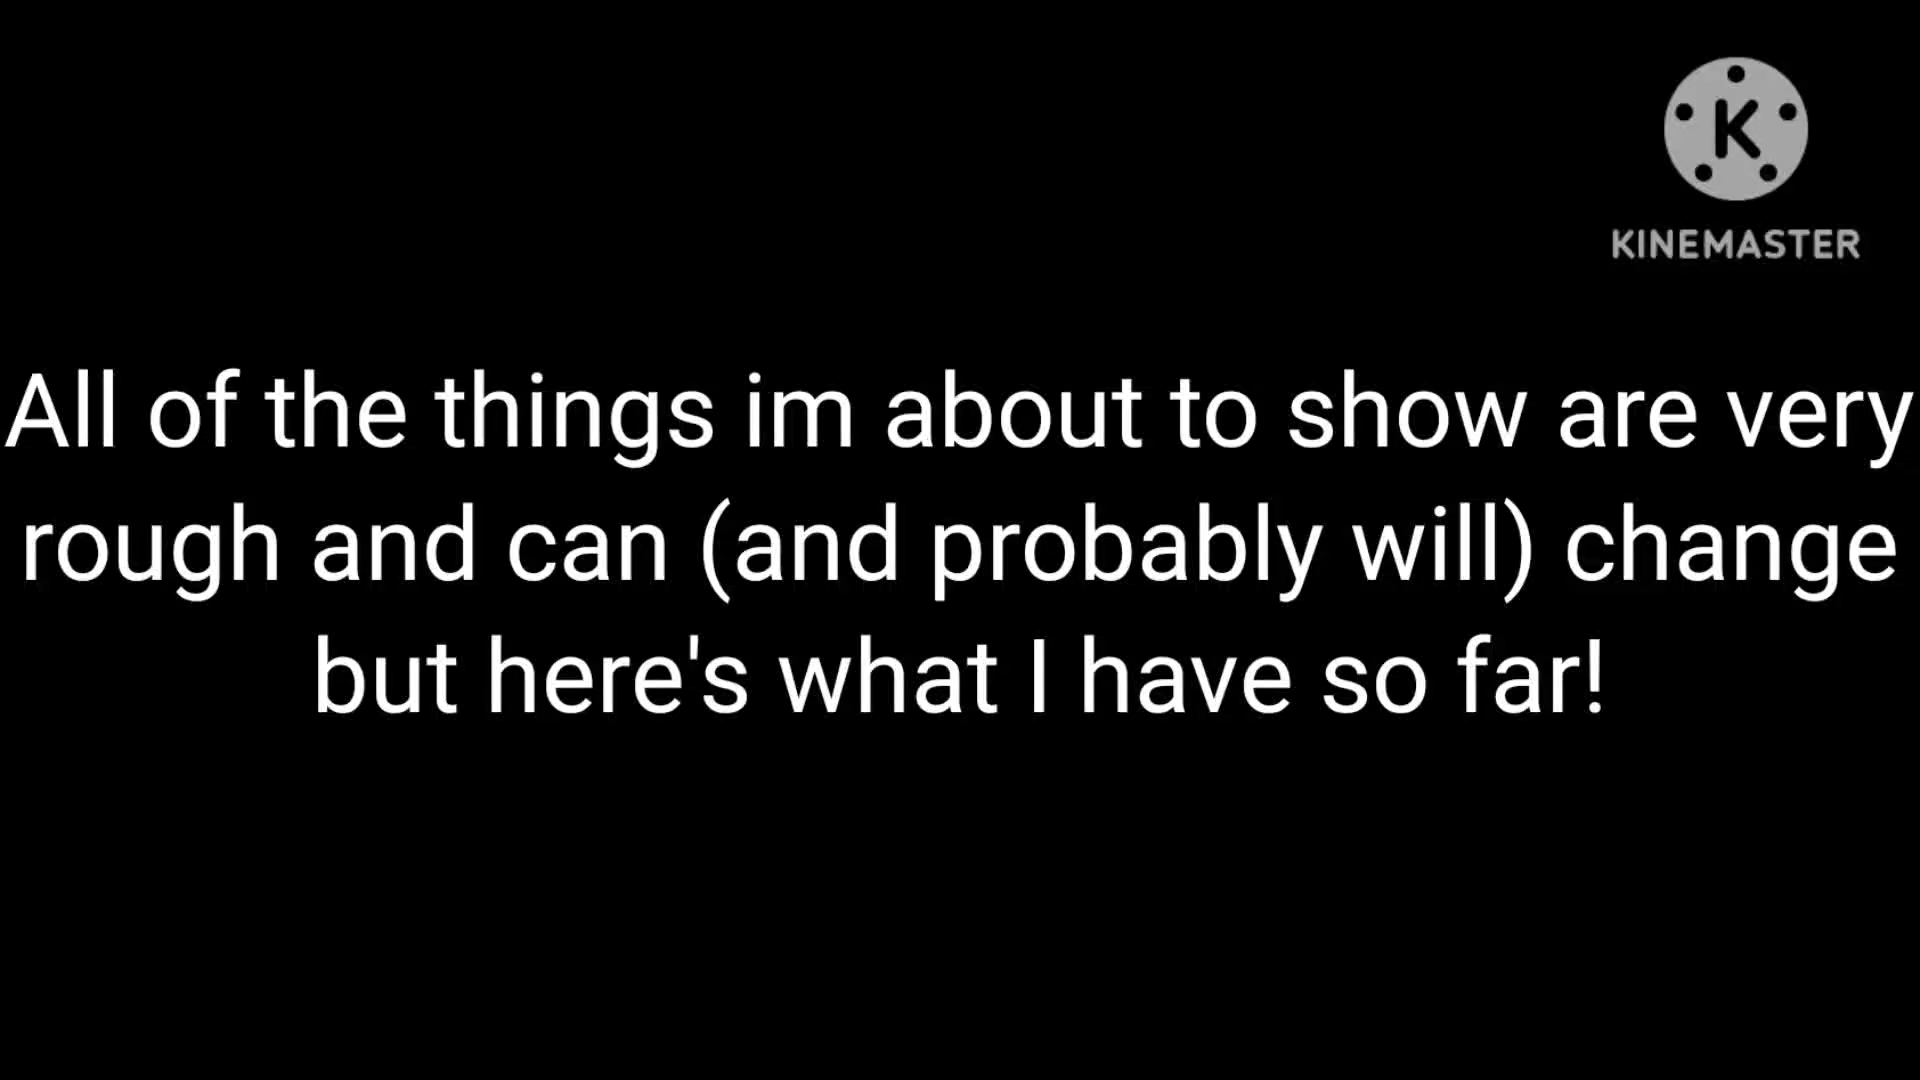 K
KINEMASTER
All of the things im about to show are very
rough and can (and probably will) change
but here's what I have so far!